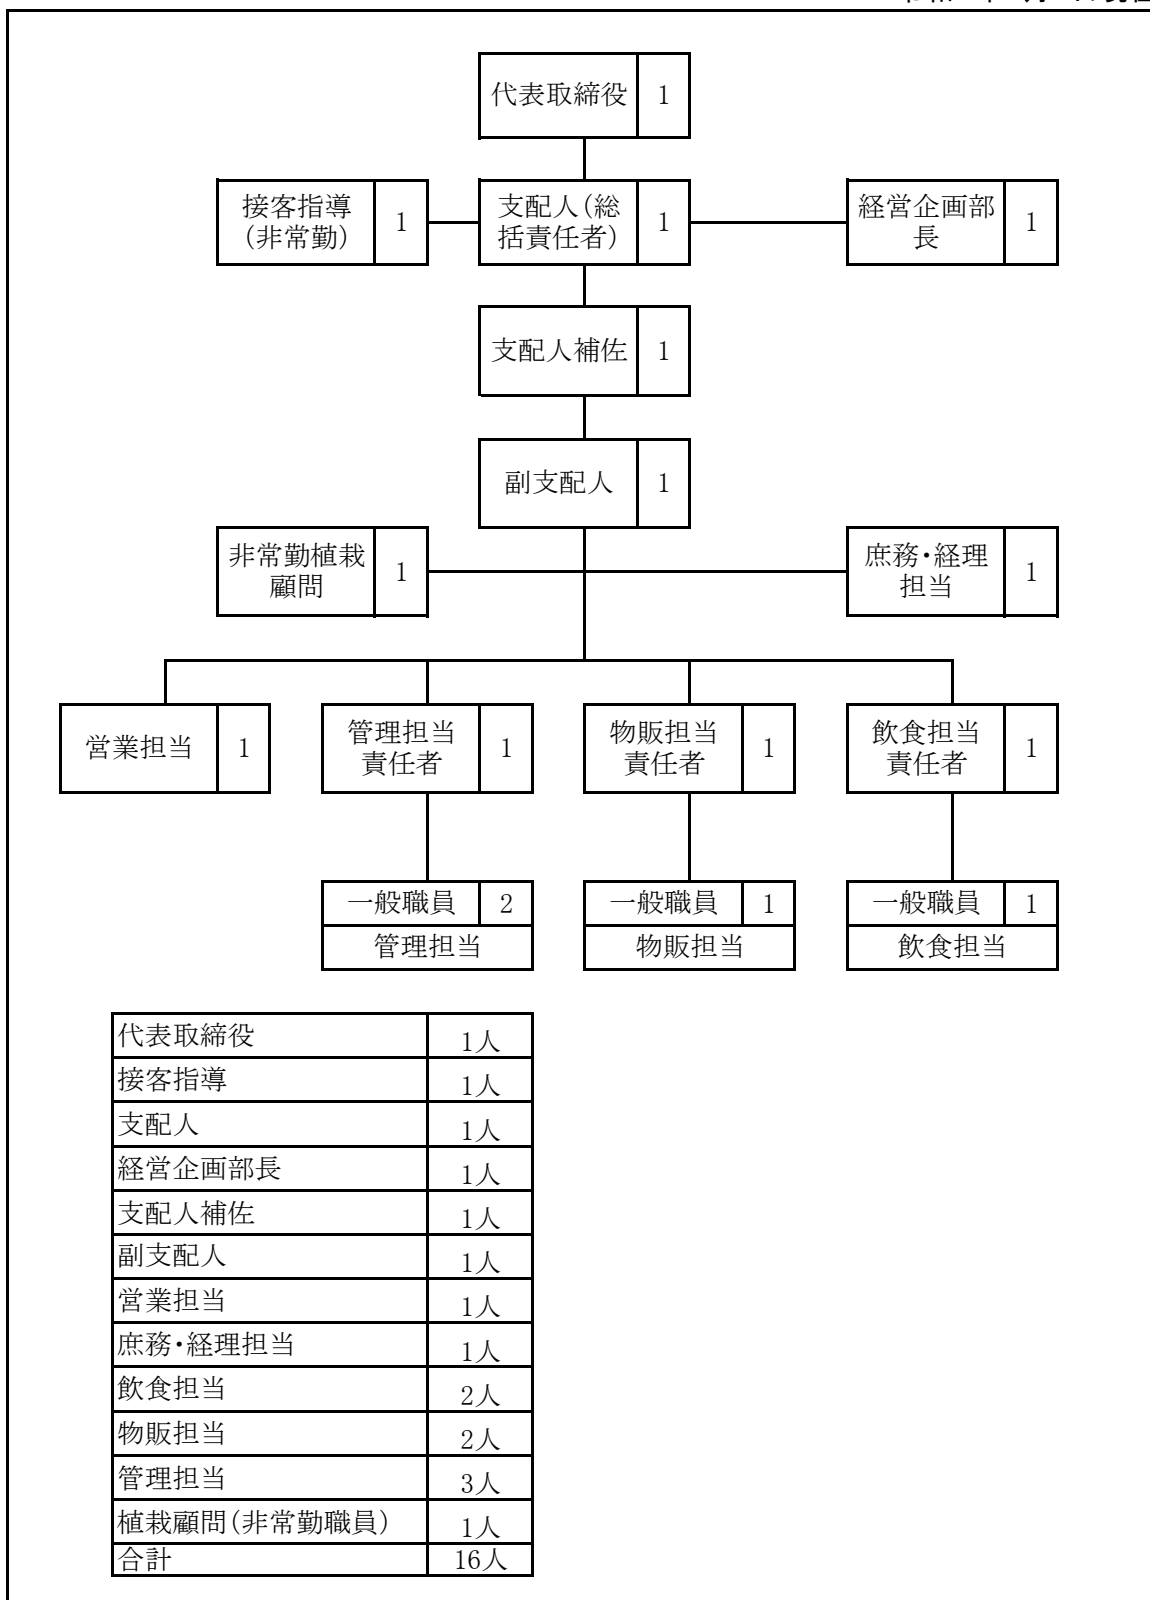 代表取締役 1
接客指導
(非常勤) 1
支配人(総
括責任者) 1
経営企画部
長 1
支配人補佐 1
副支配人 1
非常勤植栽
顧問 1
庶務・経理
担当 1
営業担当 1
管理担当
責任者 1
物販担当
責任者 1
飲食担当
責任者 1
一般職員 2
管理担当
一般職員 1
物販担当
一般職員 1
飲食担当
代表取締役 1人
接客指導 1人
支配人 1人
経営企画部長 1人
支配人補佐 1人
副支配人 1人
営業担当 1人
庶務・経理担当 1人
飲食担当 2人
物販担当 2人
管理担当 3人
植栽顧問(非常勤職員) 1人
合計 16人